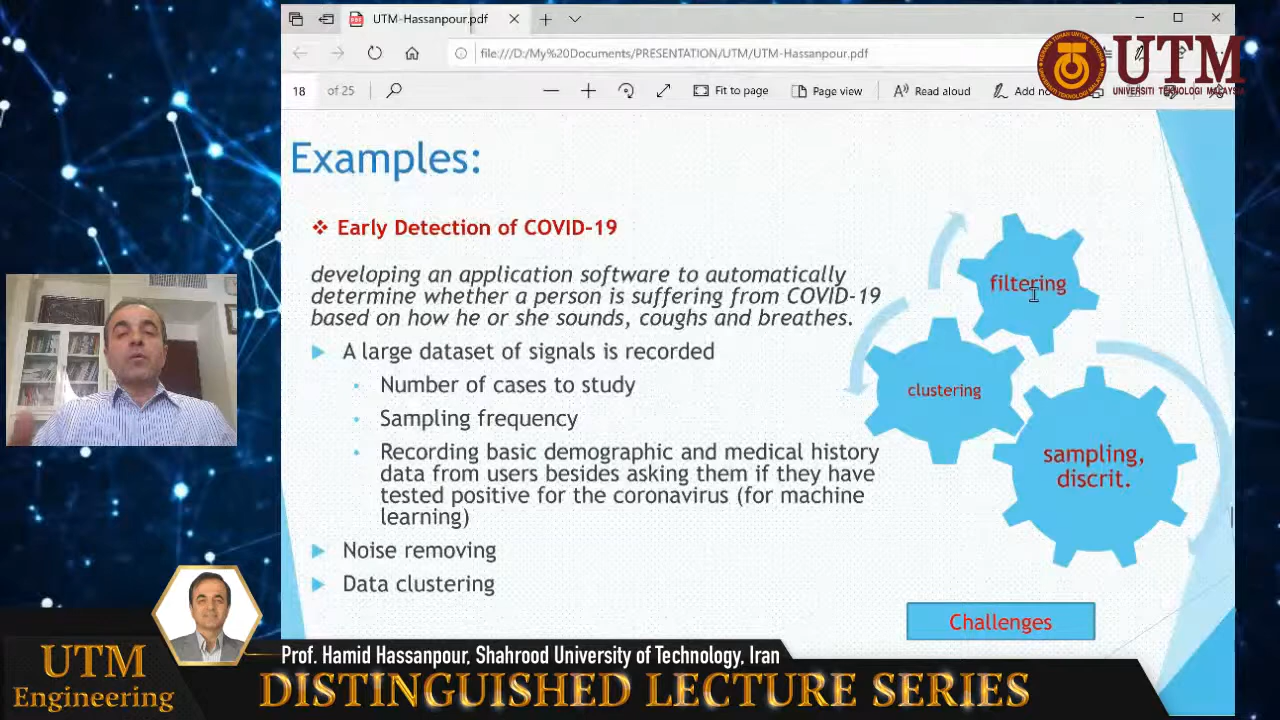 UTM-Hassanpour.pdf
file:///D:/My%20Documents/PRESENTATION/UTM/UTM-Hassanpour.pdf
UTM
UNIVERSITI TEKNOLOGI MALAYSIA
18 of 25
Fit to page
Page view
Read aloud
Add
Examples:
Early Detection of COVID-19
developing an application software to automatically
determine whether a person is suffering from COVID-19
based on how he or she sounds, coughs and breathes.
A large dataset of signals is recorded
Number of cases to study
Sampling frequency
Recording basic demographic and medical history
data from users besides asking them if they have
tested positive for the coronavirus (for machine
learning)
Noise removing
Data clustering
filtering
clustering
sampling,
discrit.
Challenges
UTM
Engineering
Prof. Hamid Hassanpour, Shahrood University of Technology, Iran
DISTINGUISHED LECTURE SERIES